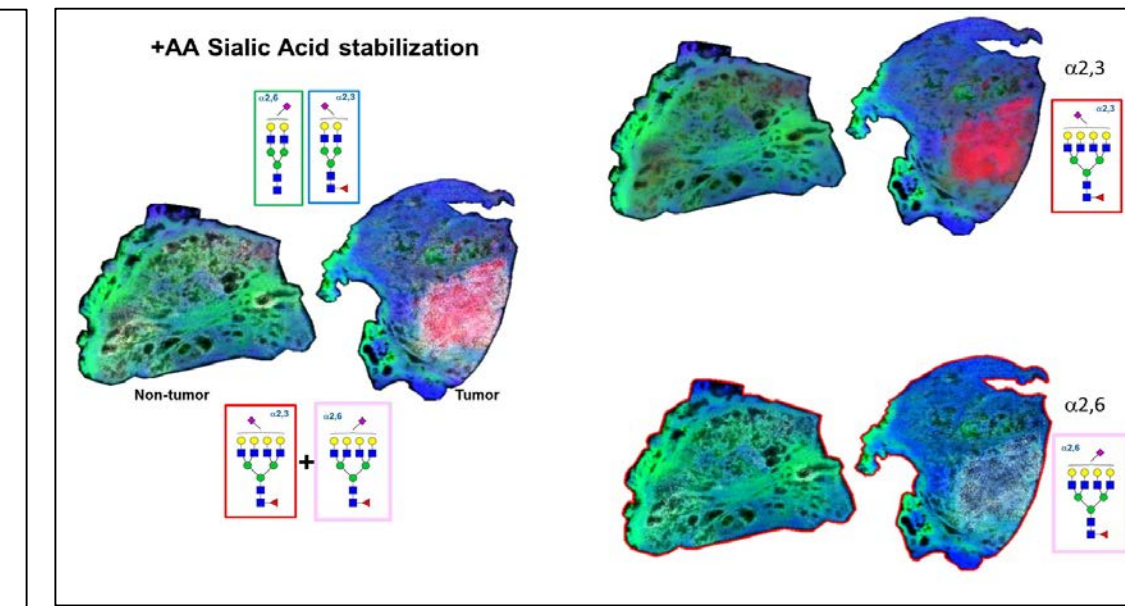 +AA Sialic Acid stabilization
α2,6
α2,3
Non-tumor
Tumor
α2,3
+
α2,6
α2,3
α2,3
α2,6
α2,6